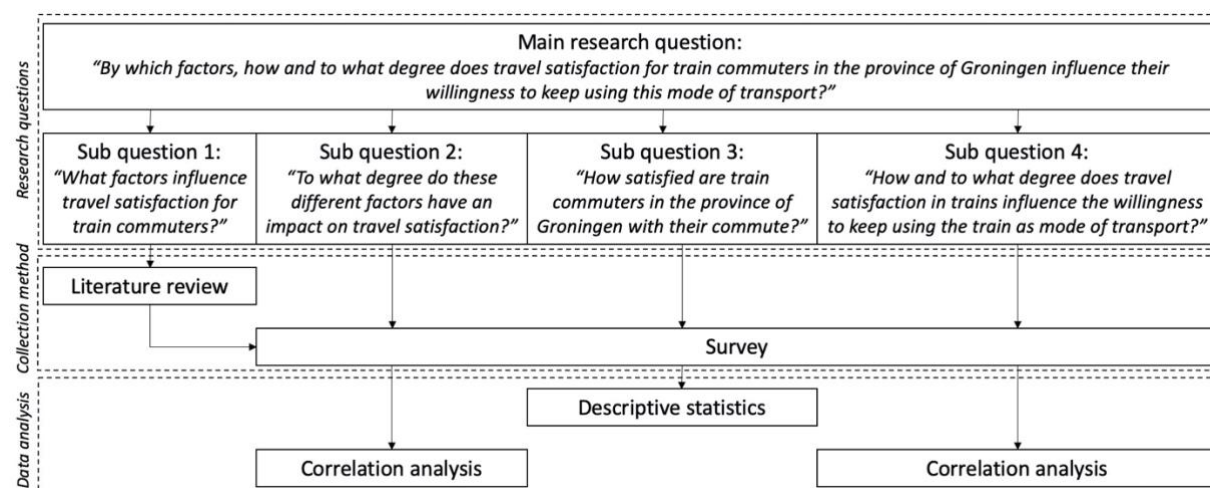 Research questions
Main research question:
“By which factors, how and to what degree does travel satisfaction for train commuters in the province of Groningen influence their
willingness to keep using this mode of transport?”
Sub question 1:
“What factors influence
travel satisfaction for
train commuters?”
Sub question 2:
“To what degree do these
different factors have an
impact on travel satisfaction?”
Sub question 3:
“How satisfied are train
commuters in the province of
Groningen with their commute?”
Sub question 4:
“How and to what degree does travel
satisfaction in trains influence the willingness
to keep using the train as mode of transport?”
Collection method
Literature review
Survey
Data analysis
Descriptive statistics
Correlation analysis
Correlation analysis